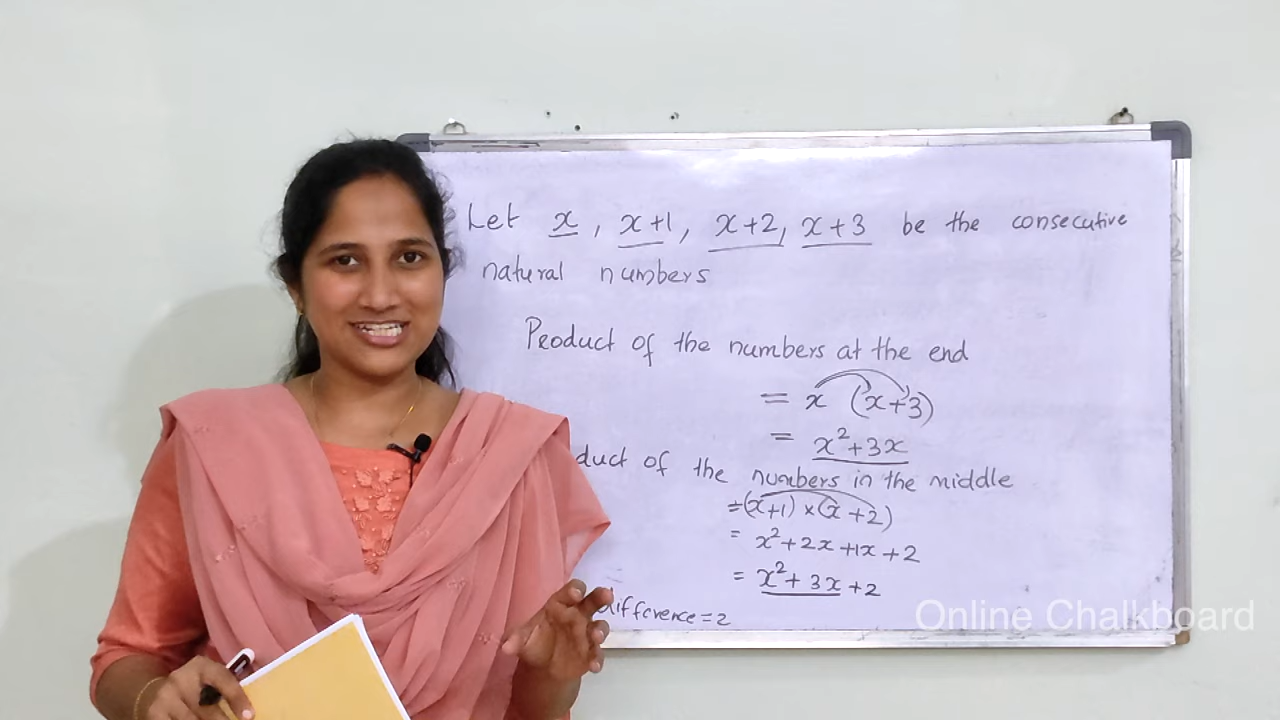 Let x, x+1, x+2, x+3 be the consecutive
natural numbers
Product of the numbers at the end
= x (x+3)
= x²+3x
duct of the numbers in the middle
=(x+1)×(x+2)
= x²+2x+1x+2
= x²+3x+2
difference=2
Online Chalkboard